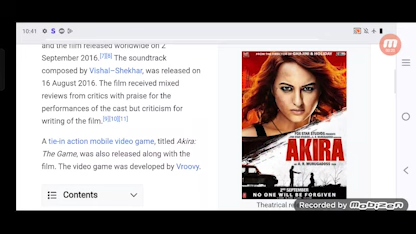 10:41
and the film released worldwide on 2
September 2016.[7][8] The soundtrack
composed by Vishal–Shekhar, was released on
16 August 2016. The film received mixed
reviews from critics with praise for the
performances of the cast but criticism for
writing of the film.[9][10][11]
A tie-in action mobile video game, titled Akira:
The Game, was also released along with the
film. The video game was developed by Vroovy.
Contents
AKIRA
2ND SEPTEMBER
NO ONE WILL BE FORGIVEN
Theatrical re
Recorded by Mobizen